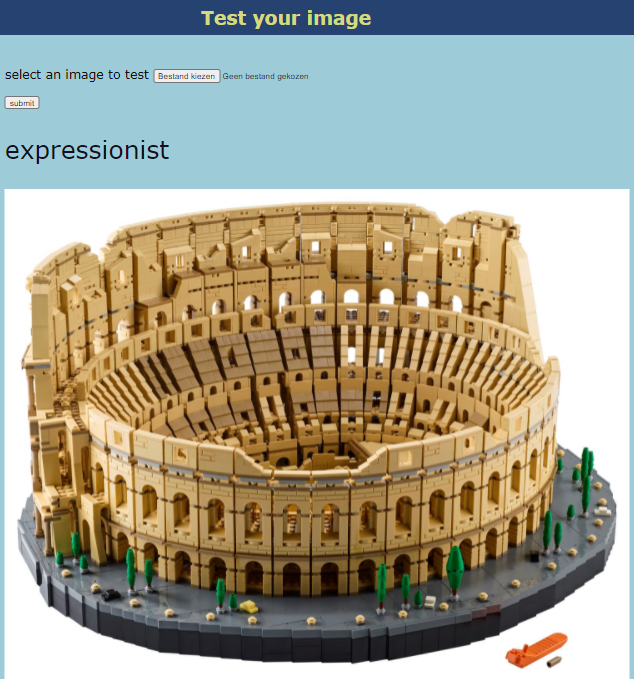 Test your image
select an image to test Bestand kiezen Geen bestand gekozen
submit
expressionist